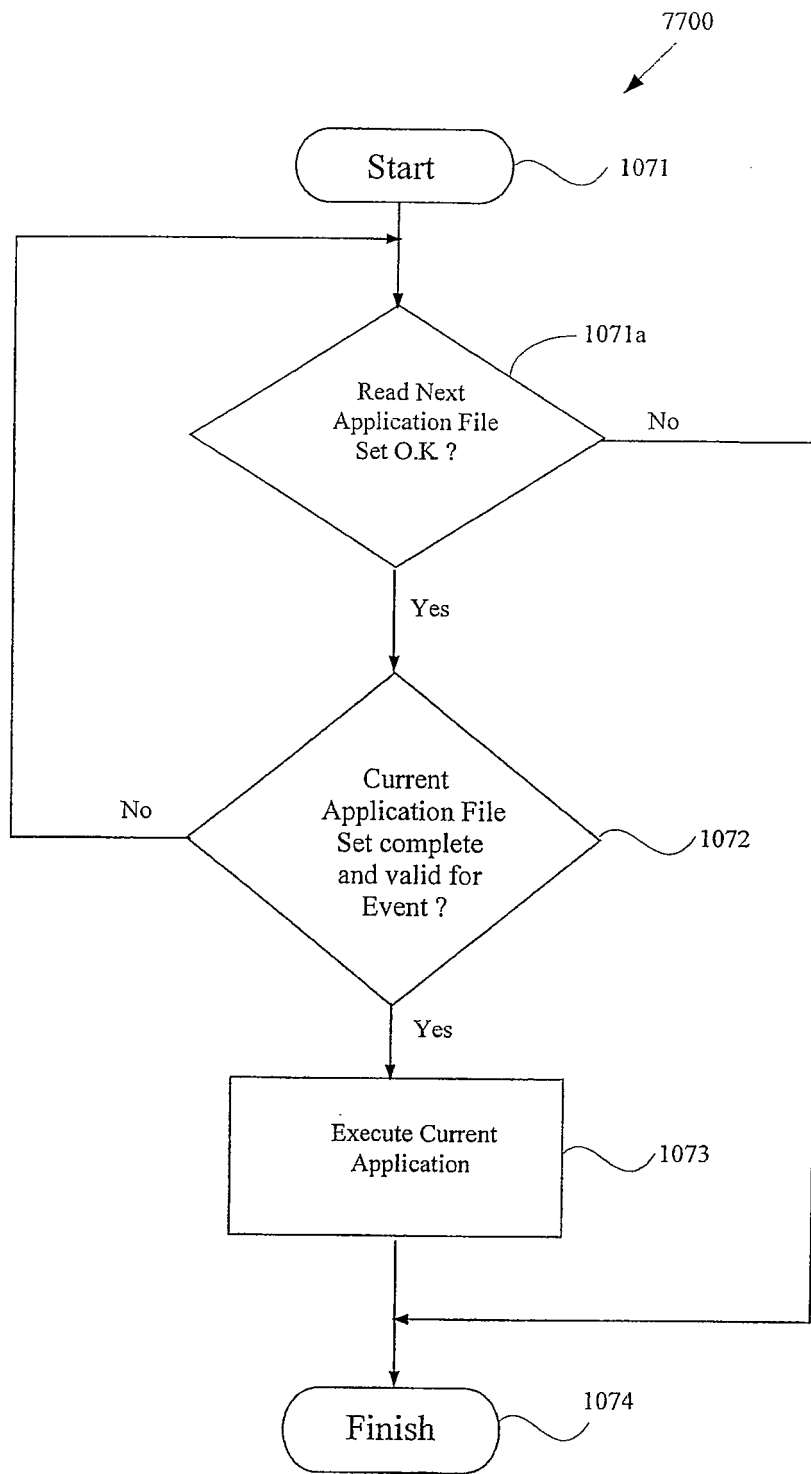 7700
Start
1071
1071a
Read Next
Application File
Set O.K ?
No
Yes
Current
Application File
Set complete
and valid for
Event ?
No
1072
Yes
Execute Current
Application
1073
Finish
1074